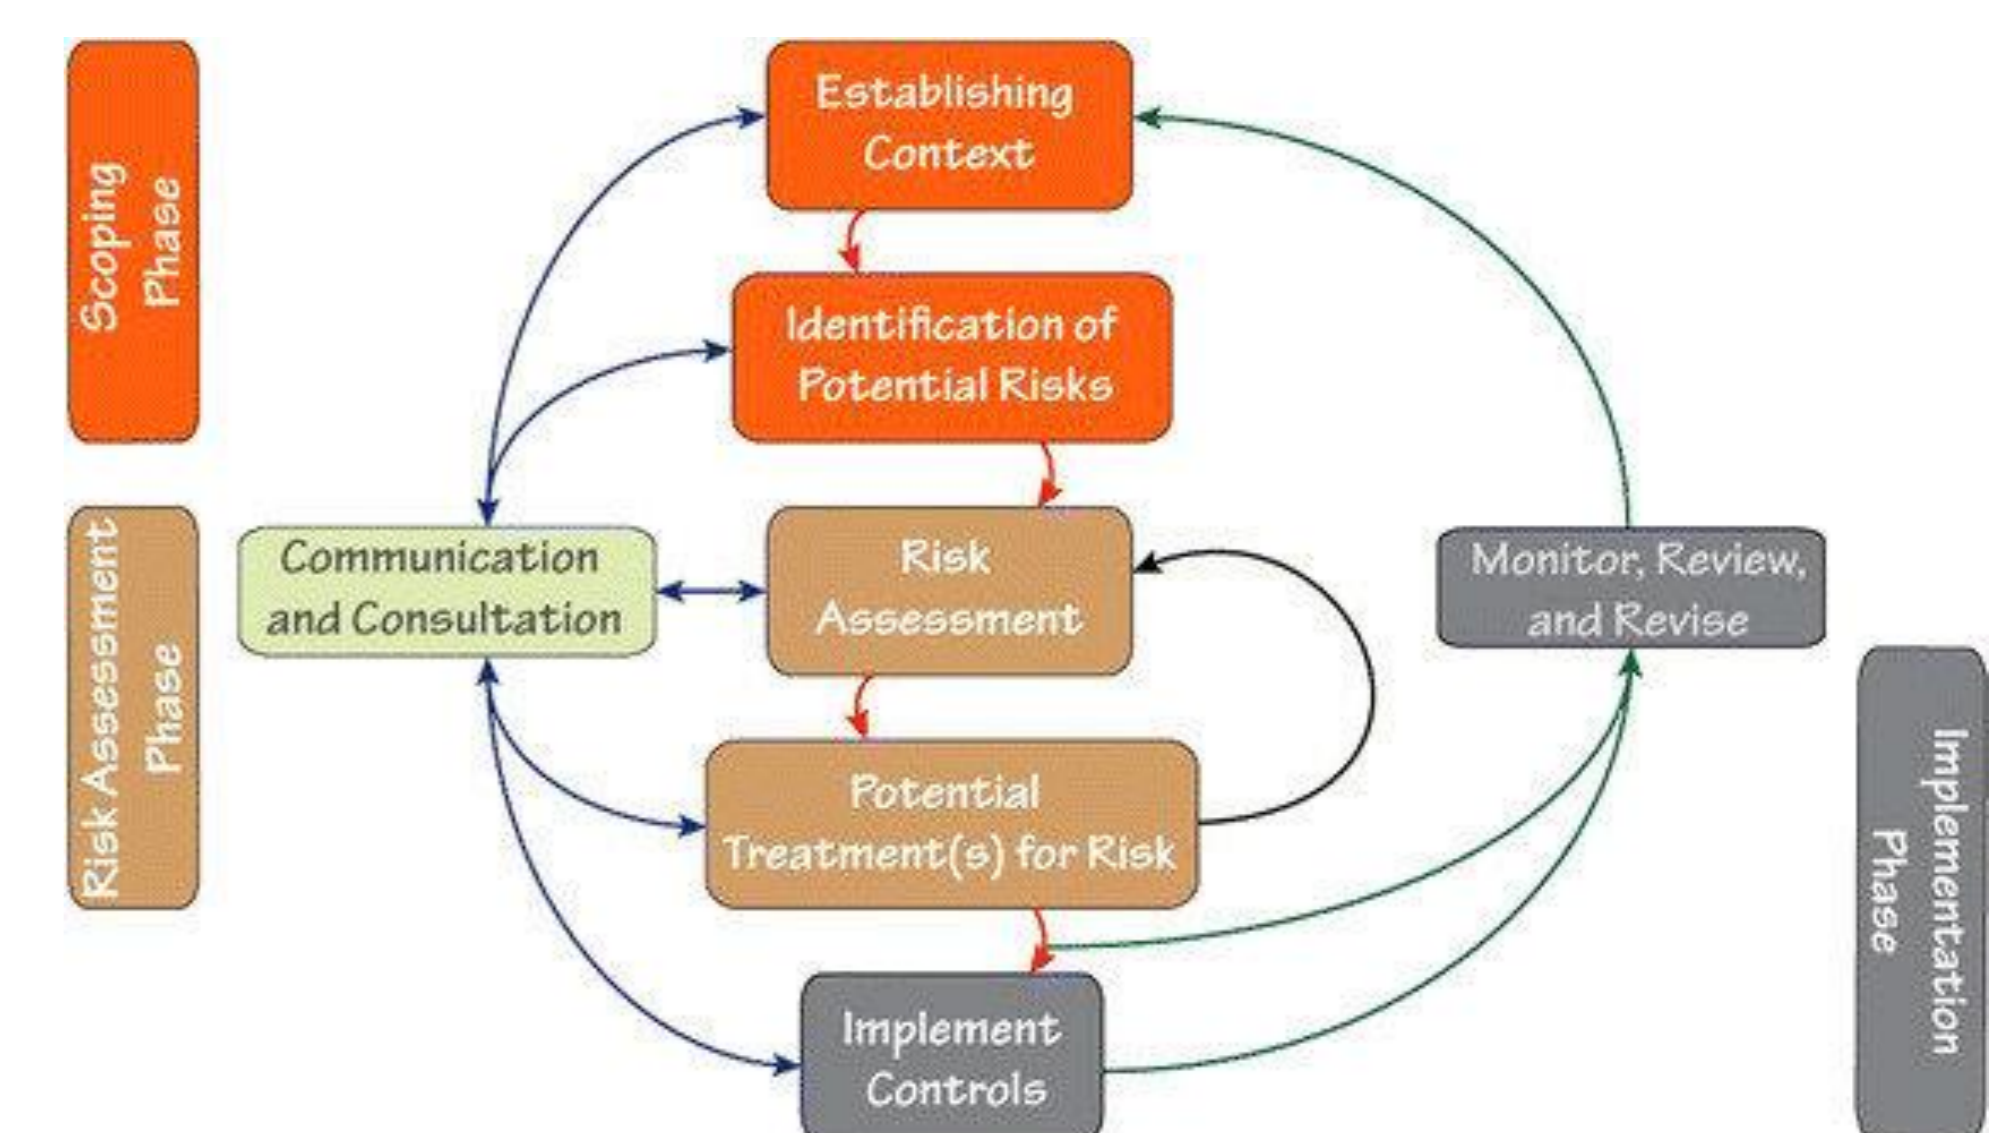 Scoping
Phase
Establishing
Context
Identification of
Potential Risks
Risk Assessment
Phase
Communication
and Consultation
Risk
Assessment
Monitor, Review,
and Revise
Potential
Treatment(s) for Risk
Implement
Controls
Implementation
Phase